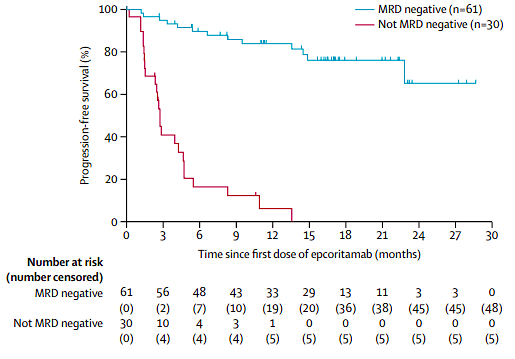 MRD negative (n=61)
Not MRD negative (n=30)
Progression-free survival (%)
100
80
60
40
20
0
0 3 6 9 12 15 18 21 24 27 30
Time since first dose of epcoritamab (months)
Number at risk
(number censored)
MRD negative 61 56 48 43 33 29 13 11 3 3 0
(0) (2) (7) (10) (19) (20) (36) (38) (45) (45) (48)
Not MRD negative 30 10 4 3 1 0 0 0 0 0 0
(0) (4) (4) (4) (5) (5) (5) (5) (5) (5) (5)